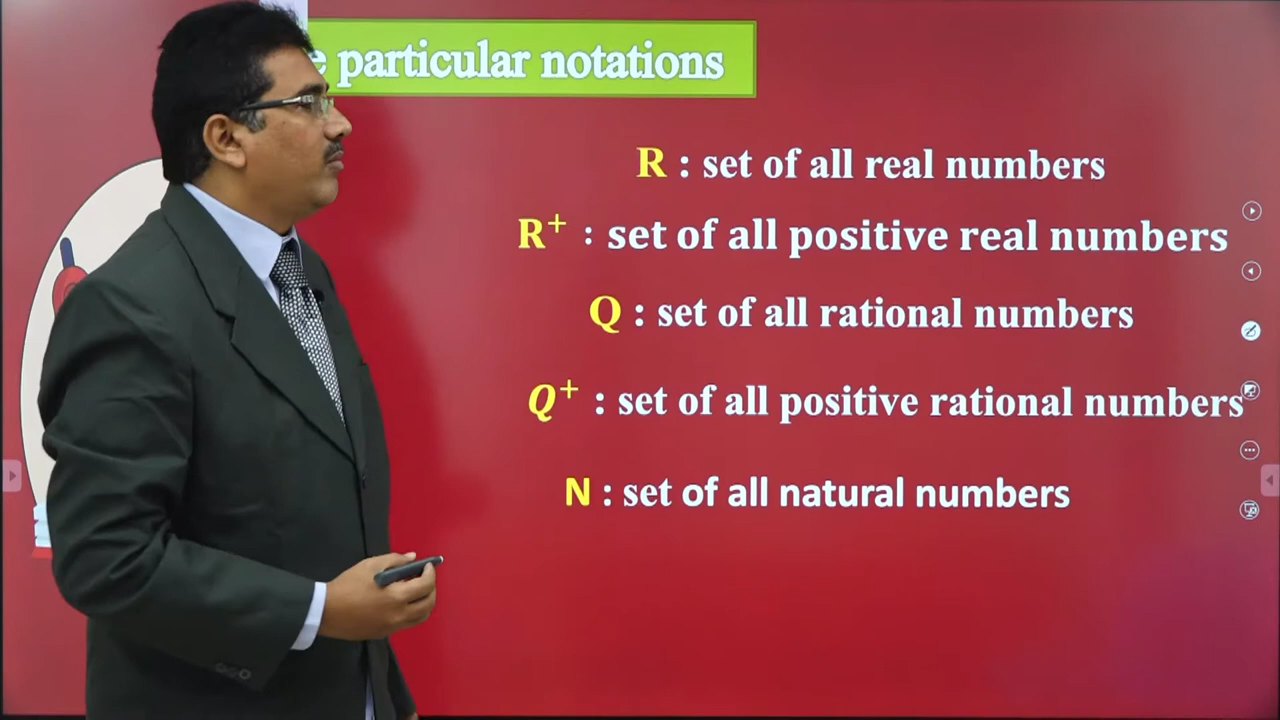 particular notations
R : set of all real numbers
R⁺ : set of all positive real numbers
Q : set of all rational numbers
Q⁺ : set of all positive rational numbers
N : set of all natural numbers